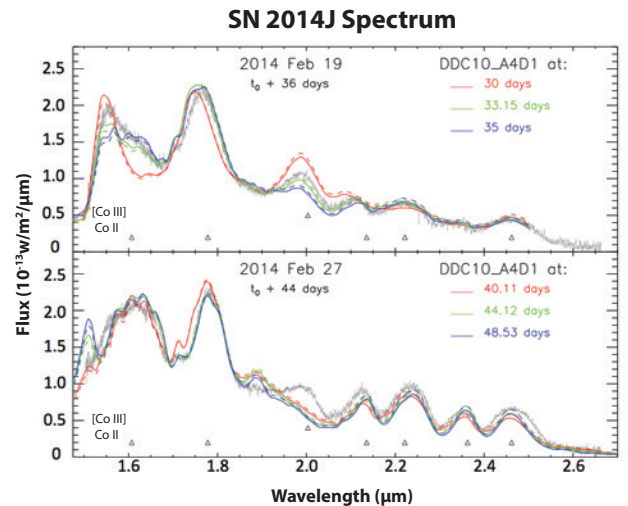 SN 2014J Spectrum
2014 Feb 19
t₀ + 36 days
DDC10_A4D1 at:
30 days
33.15 days
35 days
2.5
2.0
1.5
1.0
0.5
0
[Co III]
Co II
2014 Feb 27
t₀ + 44 days
DDC10_A4D1 at:
40.11 days
44.12 days
48.53 days
2.5
2.0
1.5
1.0
0.5
0
[Co III]
Co II
1.6
1.8
2.0
2.2
2.4
2.6
Flux (10⁻¹³w/m²/μm)
Wavelength (μm)